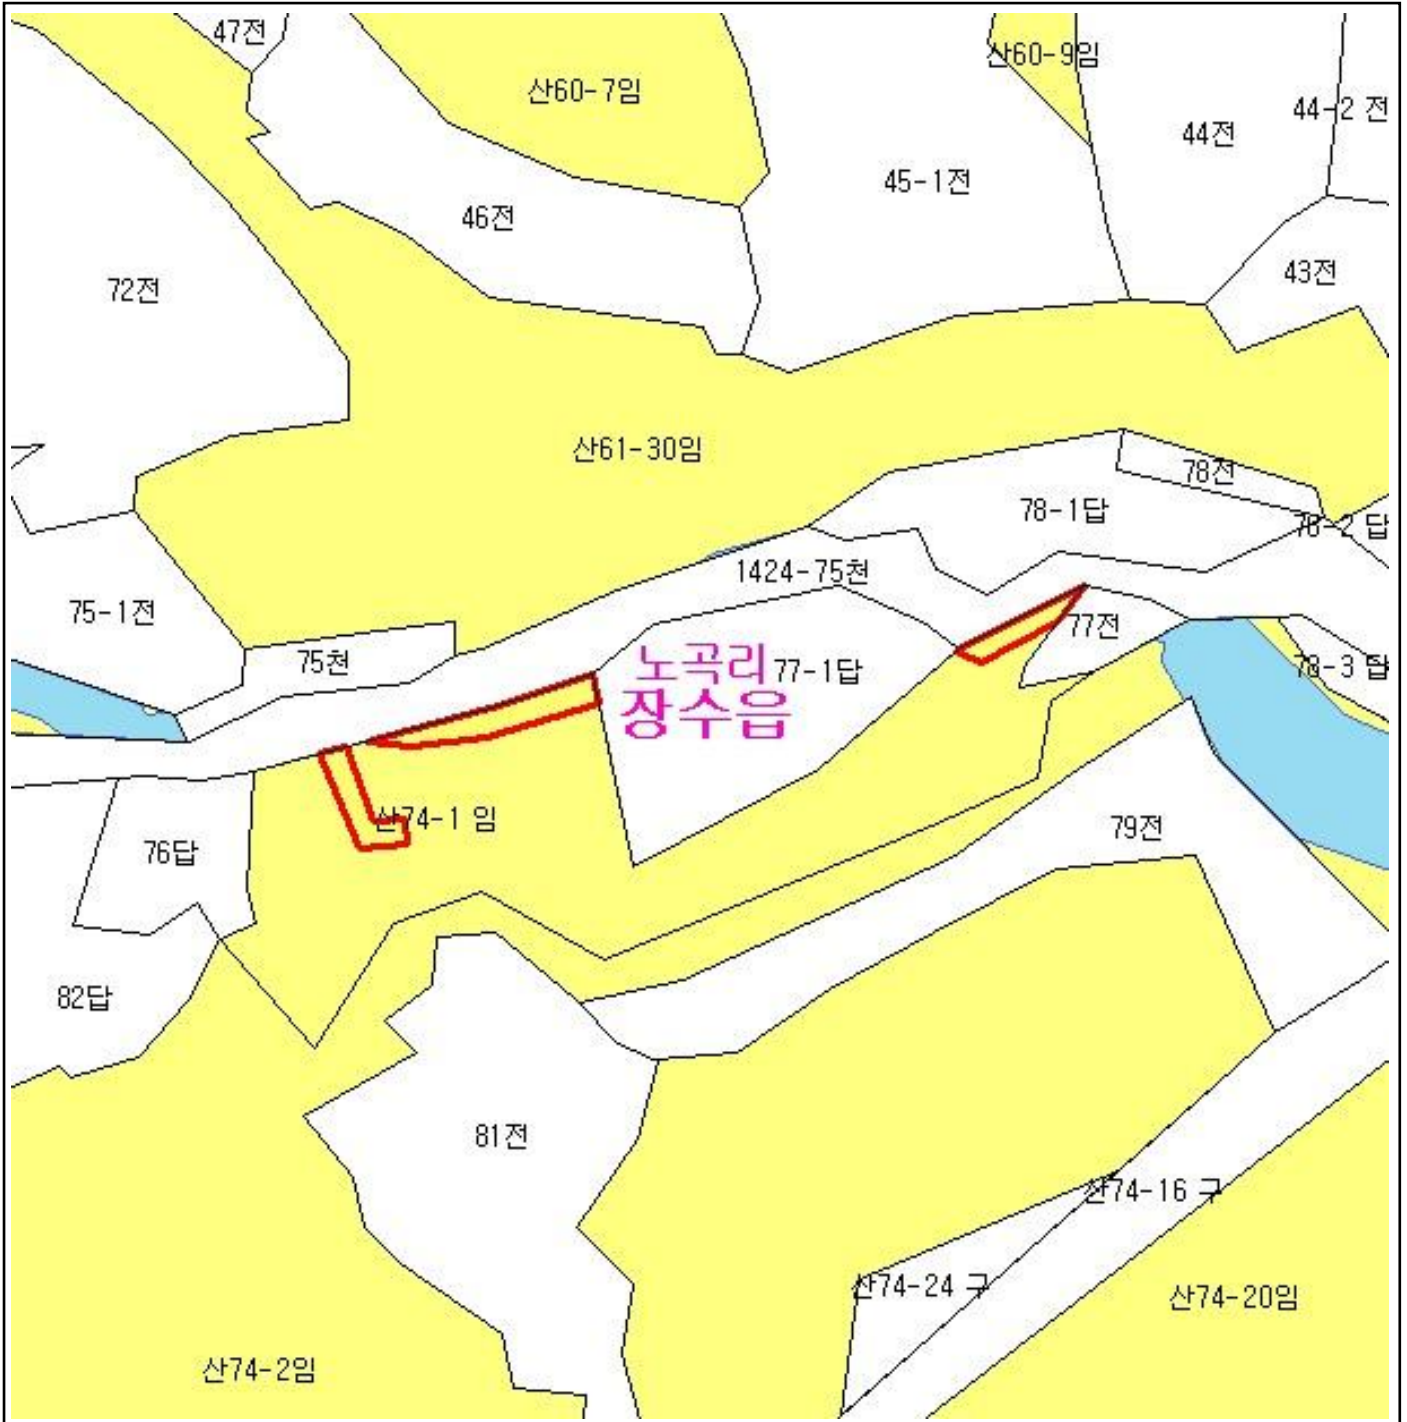 47전
산60-9임
산60-7임
44-2 전
44전
45-1전
46전
43전
72전
산61-30임
78전
78-1답
78-2 답
1424-75천
75-1전
77전
75천
노곡리
77-1답
78-3 답
장수읍
산74-1 임
79전
76답
82답
81전
산74-16 구
산74-24 구
산74-20임
산74-2임